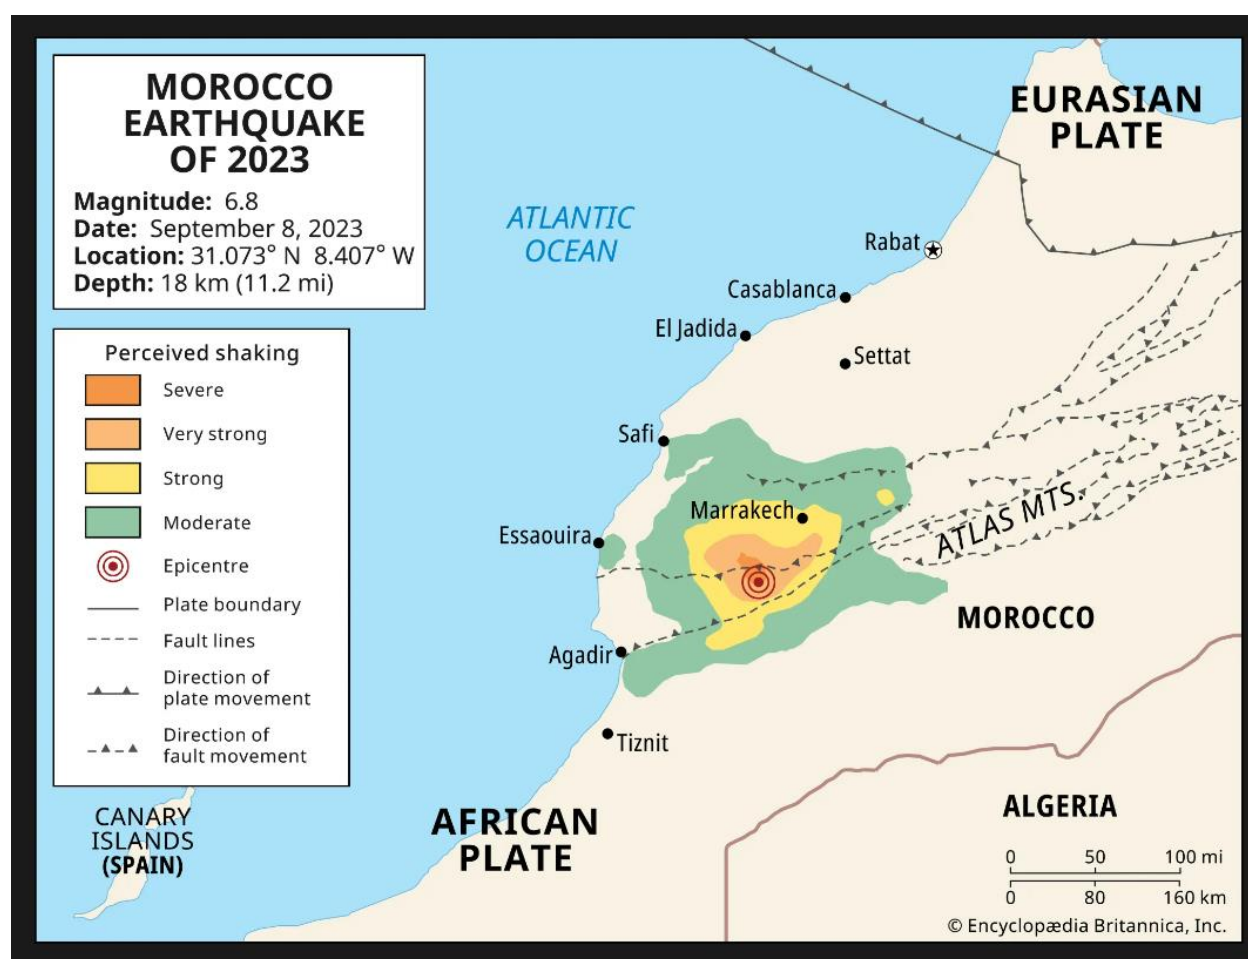 MOROCCO
EARTHQUAKE
OF 2023
Magnitude: 6.8
Date: September 8, 2023
Location: 31.073° N 8.407° W
Depth: 18 km (11.2 mi)
Perceived shaking
Severe
Very strong
Strong
Moderate
Epicentre
Plate boundary
Fault lines
Direction of
plate movement
Direction of
fault movement
EURASIAN
PLATE
ATLANTIC
OCEAN
Rabat
Casablanca
El Jadida
Settat
Safi
Marrakech
Essaouira
ATLAS MTS.
MOROCCO
Agadir
Tiznit
AFRICAN
PLATE
ALGERIA
CANARY
ISLANDS
(SPAIN)
0 50 100 mi
0 80 160 km
© Encyclopædia Britannica, Inc.